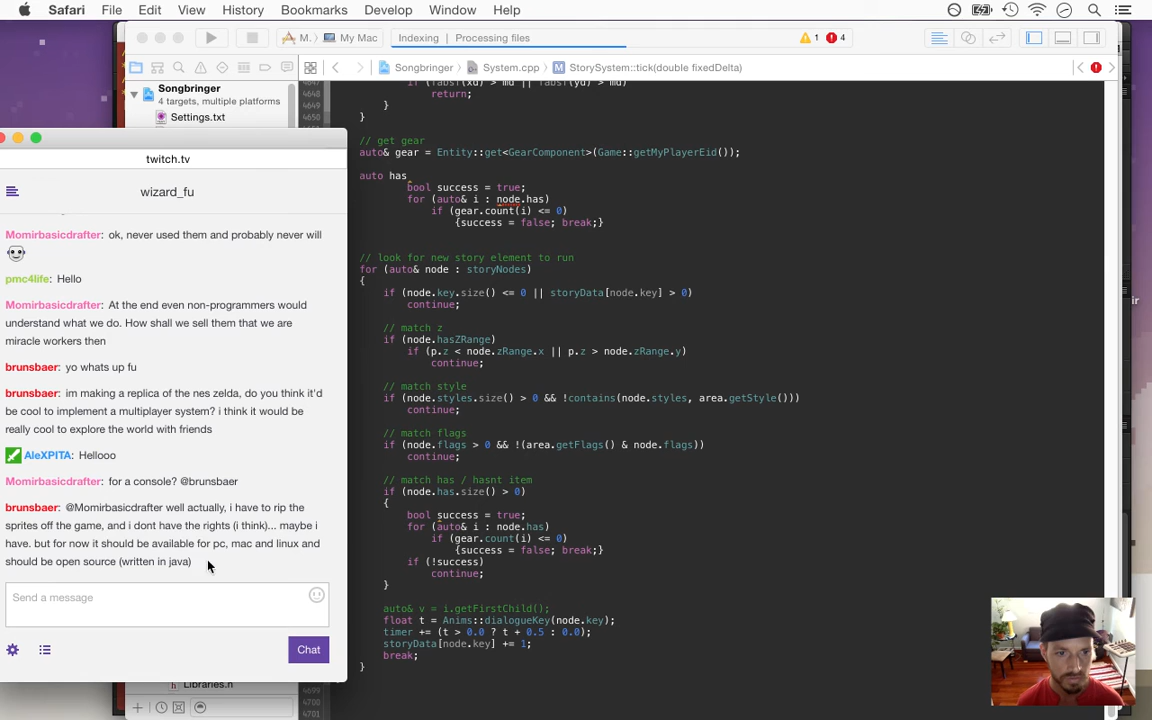 Safari File Edit View History Bookmarks Develop Window Help
M. My Mac Indexing | Processing files 1 4
Songbringer System.cpp M StorySystem::tick(double fixedDelta)
Songbringer
4 targets, multiple platforms
Settings.txt
twitch.tv
wizard_fu
Momirbasicdrafter: ok, never used them and probably never will
pmc4life: Hello
Momirbasicdrafter: At the end even non-programmers would
understand what we do. How shall we sell them that we are
miracle workers then
brunsbaer: yo whats up fu
brunsbaer: im making a replica of the nes zelda, do you think it'd
be cool to implement a multiplayer system? i think it would be
really cool to explore the world with friends
AleXPITA: Hellooo
Momirbasicdrafter: for a console? @brunsbaer
brunsbaer: @Momirbasicdrafter well actually, i have to rip the
sprites off the game, and i dont have the rights (i think)... maybe i
have. but for now it should be available for pc, mac and linux and
should be open source (written in java)
Send a message
Chat
Libraries.h
4648
4649
4650
return;
}
}
// get gear
auto& gear = Entity::get<GearComponent>(Game::getMyPlayerEid());
auto has
bool success = true;
for (auto& i : node.has)
if (gear.count(i) <= 0)
{success = false; break;}
// look for new story element to run
for (auto& node : storyNodes)
{
if (node.key.size() <= 0 || storyData[node.key] > 0)
continue;
// match z
if (node.hasZRange)
if (p.z < node.zRange.x || p.z > node.zRange.y)
continue;
// match style
if (node.styles.size() > 0 && !contains(node.styles, area.getStyle()))
continue;
// match flags
if (node.flags > 0 && !(area.getFlags() & node.flags))
continue;
// match has / hasnt item
if (node.has.size() > 0)
{
bool success = true;
for (auto& i : node.has)
if (gear.count(i) <= 0)
{success = false; break;}
if (!success)
continue;
}
auto& v = i.getFirstChild();
float t = Anims::dialogueKey(node.key);
timer += (t > 0.0 ? t + 0.5 : 0.0);
storyData[node.key] += 1;
break;
}
4699
4700
4701